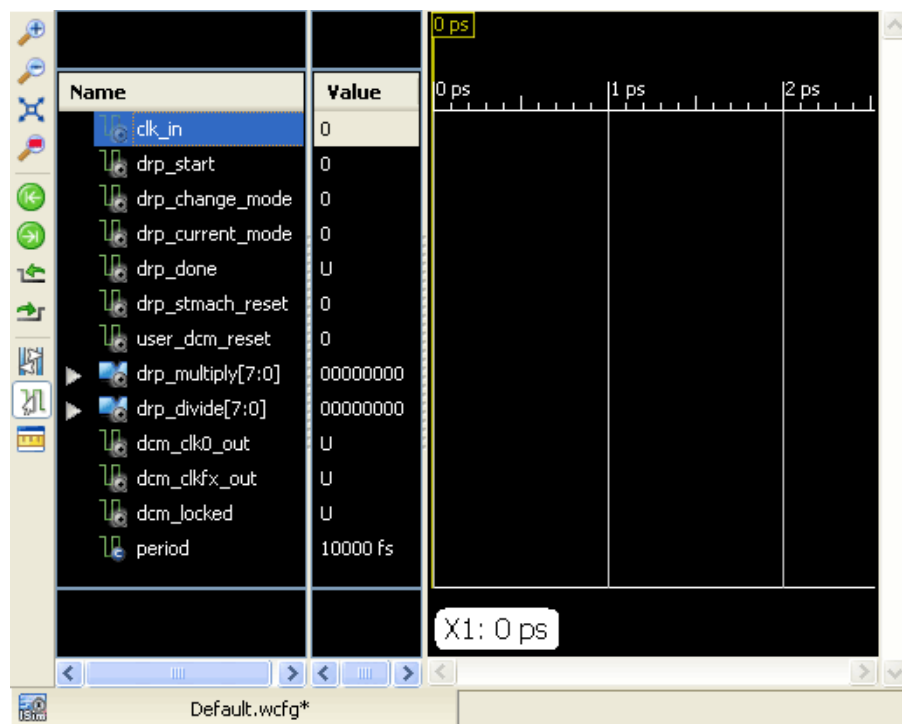 0 ps
Name Value 0 ps 1 ps 2 ps
clk_in 0
drp_start 0
drp_change_mode 0
drp_current_mode 0
drp_done U
drp_stmach_reset 0
user_dcm_reset 0
drp_multiply[7:0] 00000000
drp_divide[7:0] 00000000
dcm_clk0_out U
dcm_clkfx_out U
dcm_locked U
period 10000 fs
X1: 0 ps
ISim Default.wcfg*